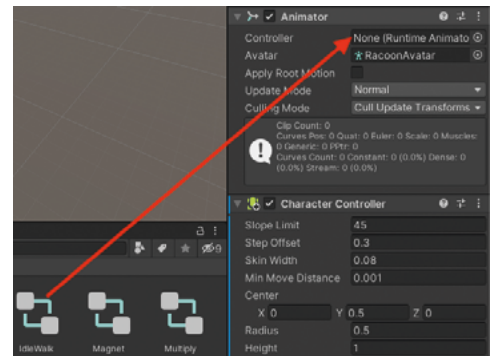 Animator
Controller None (Runtime Animato
Avatar RacoonAvatar
Apply Root Motion
Update Mode Normal
Culling Mode Cull Update Transforms
Clip Count: 0
Curves Pos: 0 Quat: 0 Euler: 0 Scale: 0 Muscles:
0 Generic: 0 PPtr: 0
Curves Count: 0 Constant: 0 (0.0%) Dense: 0
(0.0%) Stream: 0 (0.0%)
Character Controller
Slope Limit 45
Step Offset 0.3
Skin Width 0.08
Min Move Distance 0.001
Center
X 0 Y 0.5 Z 0
Radius 0.5
Height 1
9
IdleWalk Magnet Multiply